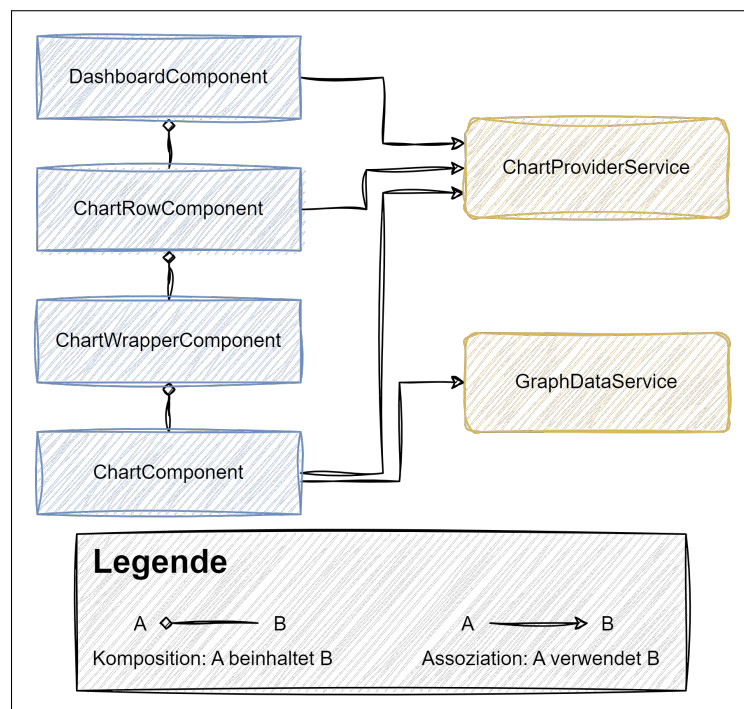 DashboardComponent
ChartProviderService
ChartRowComponent
ChartWrapperComponent
GraphDataService
ChartComponent
Legende
A B
A B
Komposition: A beinhaltet B
Assoziation: A verwendet B